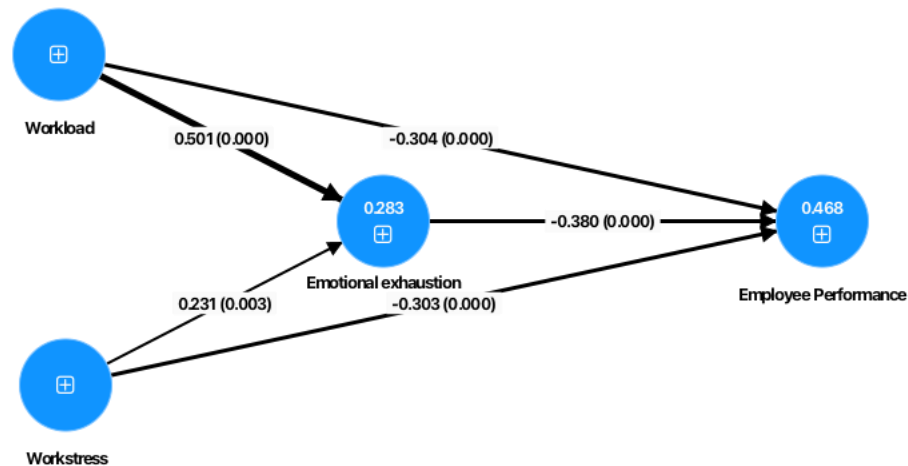 Workload
0.501 (0.000)
-0.304 (0.000)
0.283
Emotional exhaustion
-0.380 (0.000)
0.468
Employee Performance
0.231 (0.003)
-0.303 (0.000)
Workstress